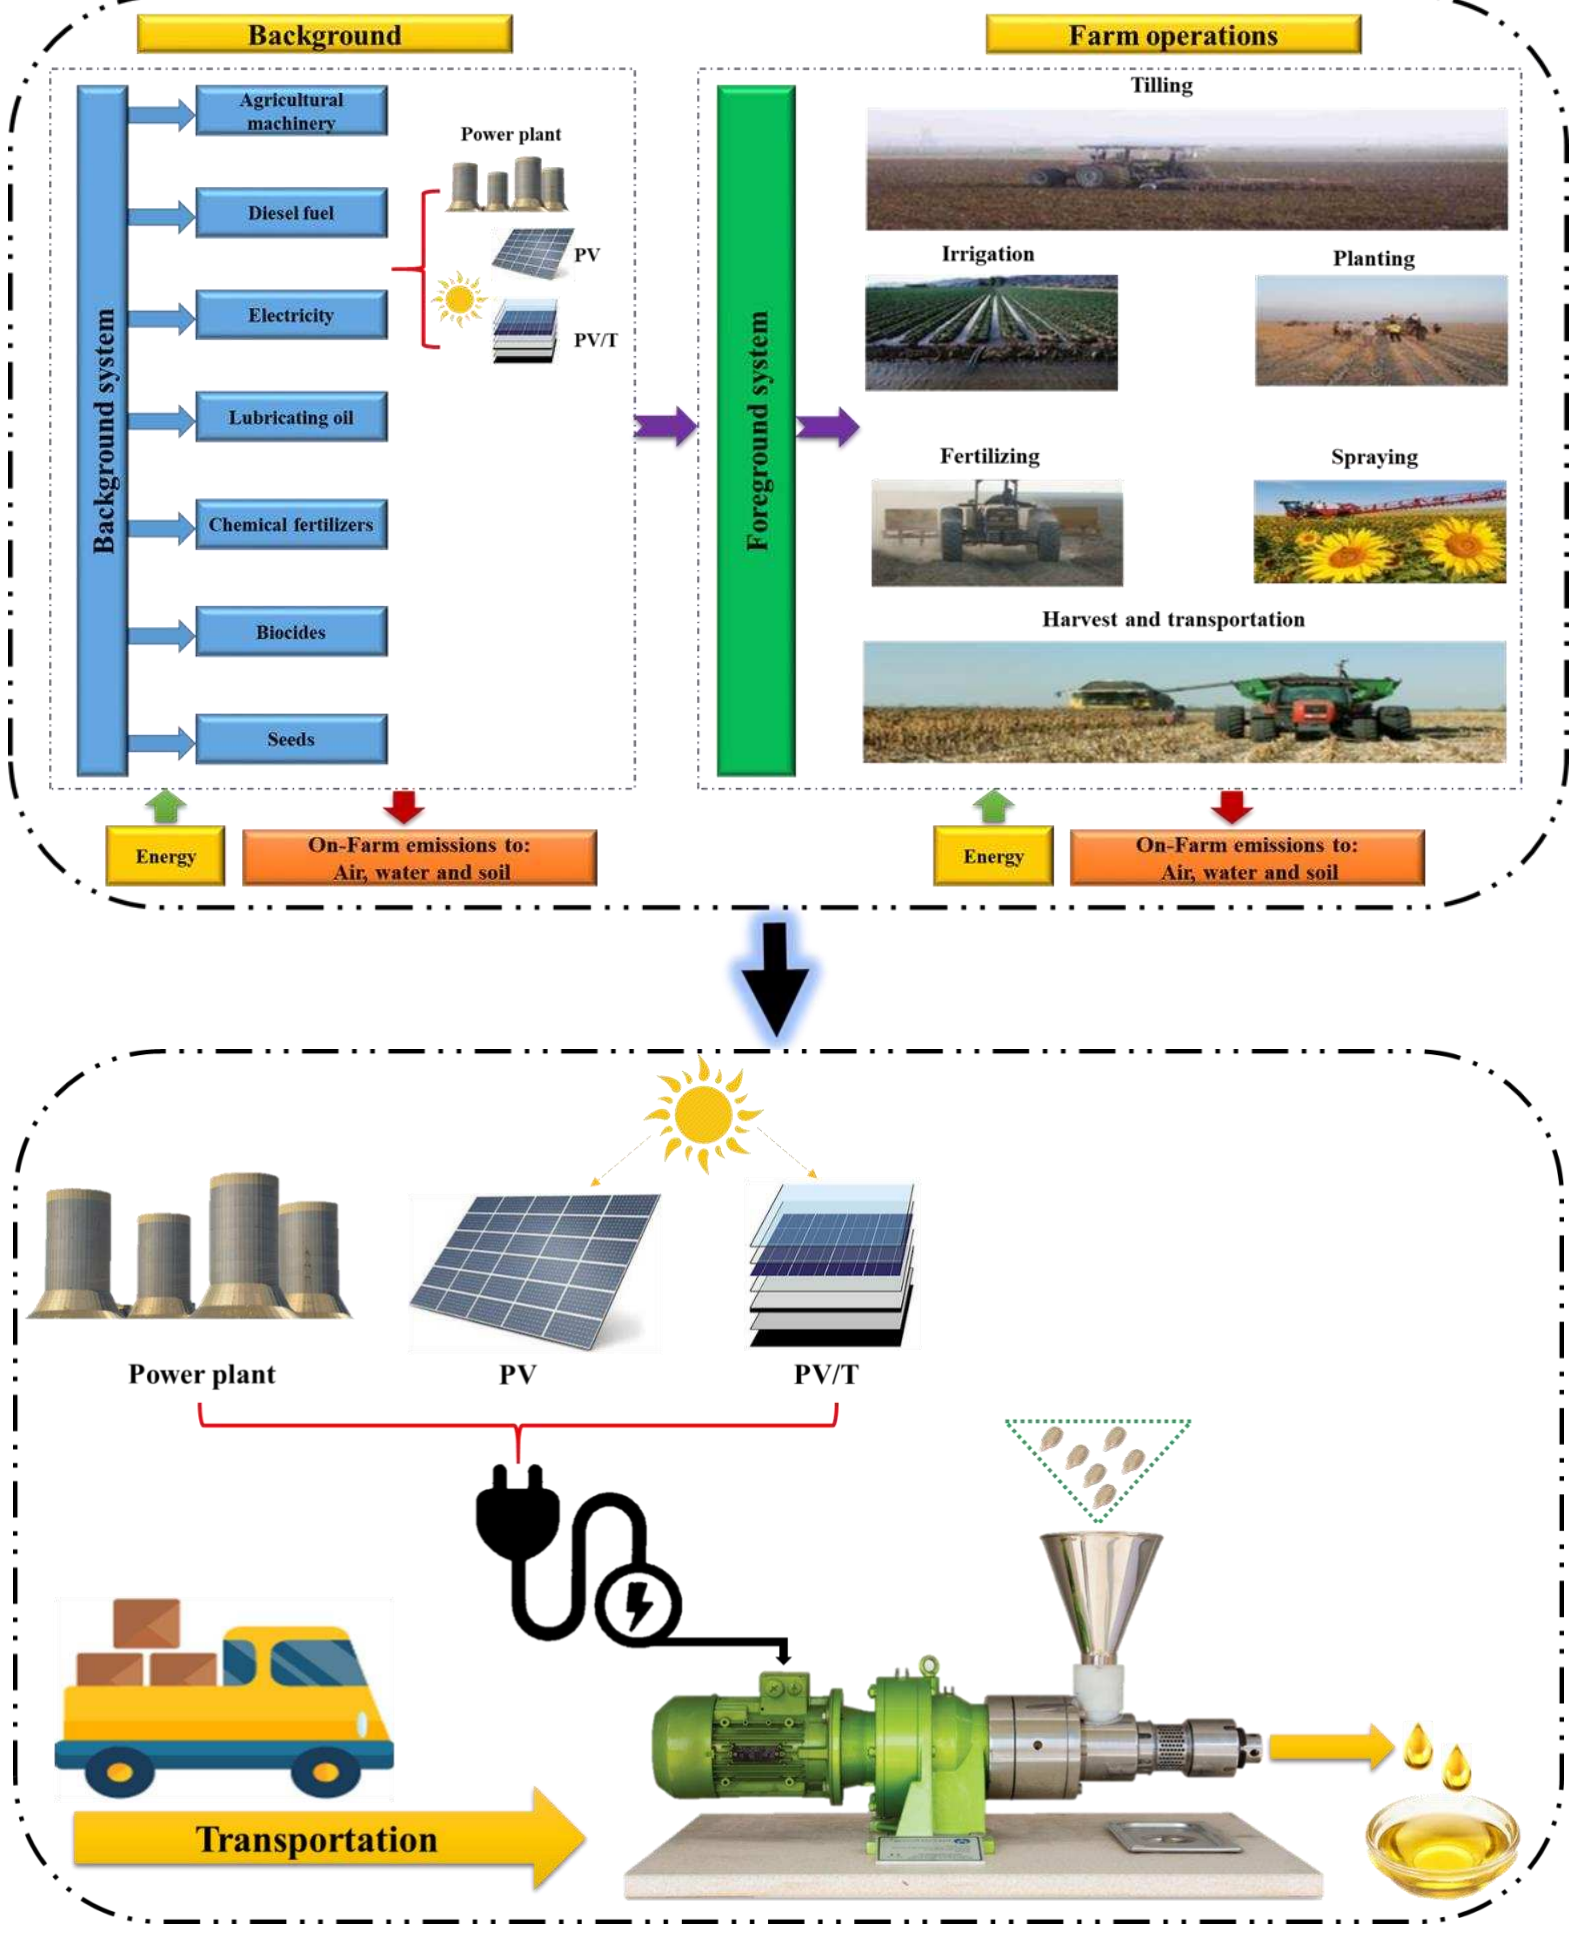 Background
Farm operations
Background system
Agricultural
machinery
Diesel fuel
Electricity
Lubricating oil
Chemical fertilizers
Biocides
Seeds
Power plant
PV
PV/T
Foreground system
Tilling
Irrigation
Planting
Fertilizing
Spraying
Harvest and transportation
Energy
On-Farm emissions to:
Air, water and soil
Energy
On-Farm emissions to:
Air, water and soil
Power plant
PV
PV/T
Transportation